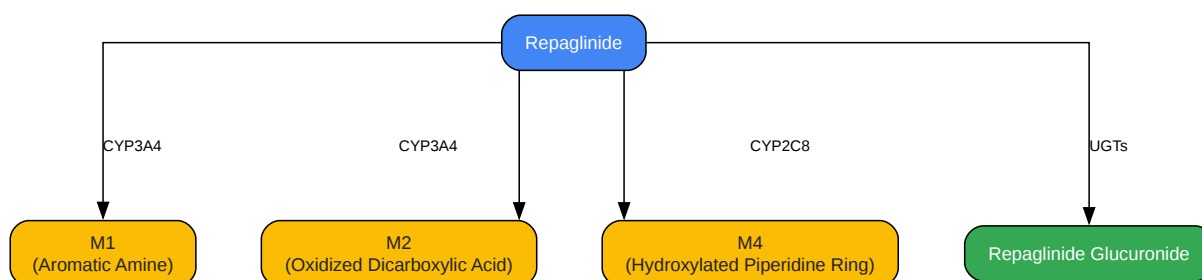 Repaglinide
CYP3A4
CYP3A4
CYP2C8
UGTs
M1
(Aromatic Amine)
M2
(Oxidized Dicarboxylic Acid)
M4
(Hydroxylated Piperidine Ring)
Repaglinide Glucuronide